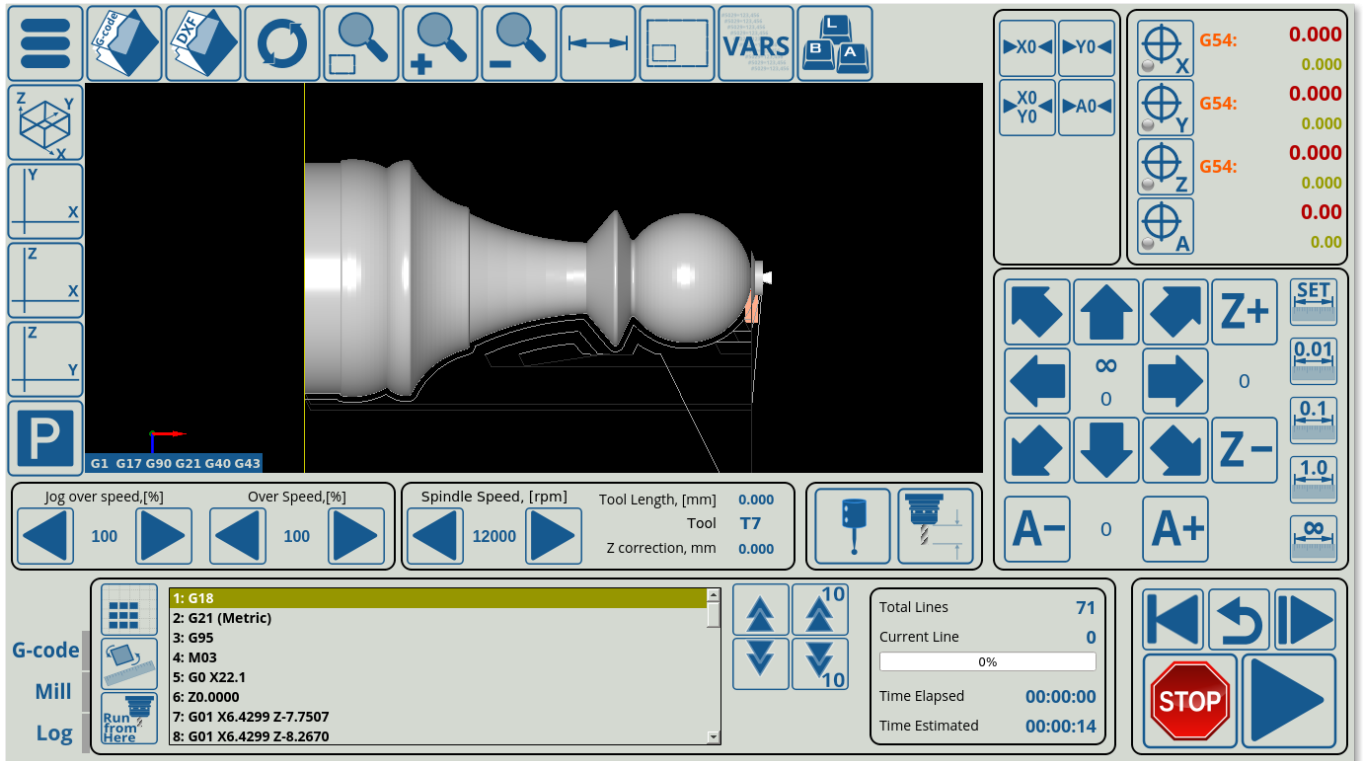 G-code
DXF
VARS
L
B
A
X0
Y0
X0
Y0
A0
X
G54:
0.000
0.000
Y
G54:
0.000
0.000
Z
G54:
0.000
0.000
A
0.00
0.00
Z
Y
X
Y
X
Z
X
Z
Y
P
G1 G17 G90 G21 G40 G43
Z+
∞
0
0
Z-
A-
0
A+
SET
0.01
0.1
1.0
∞
Jog over speed,[%]
100
Over Speed,[%]
100
Spindle Speed, [rpm]
12000
Tool Length, [mm] 0.000
Tool T7
Z correction, mm 0.000
G-code
Mill
Log
Run
from
Here
1: G18
2: G21 (Metric)
3: G95
4: M03
5: G0 X22.1
6: Z0.0000
7: G01 X6.4299 Z-7.7507
8: G01 X6.4299 Z-8.2670
10
10
Total Lines 71
Current Line 0
0%
Time Elapsed 00:00:00
Time Estimated 00:00:14
STOP